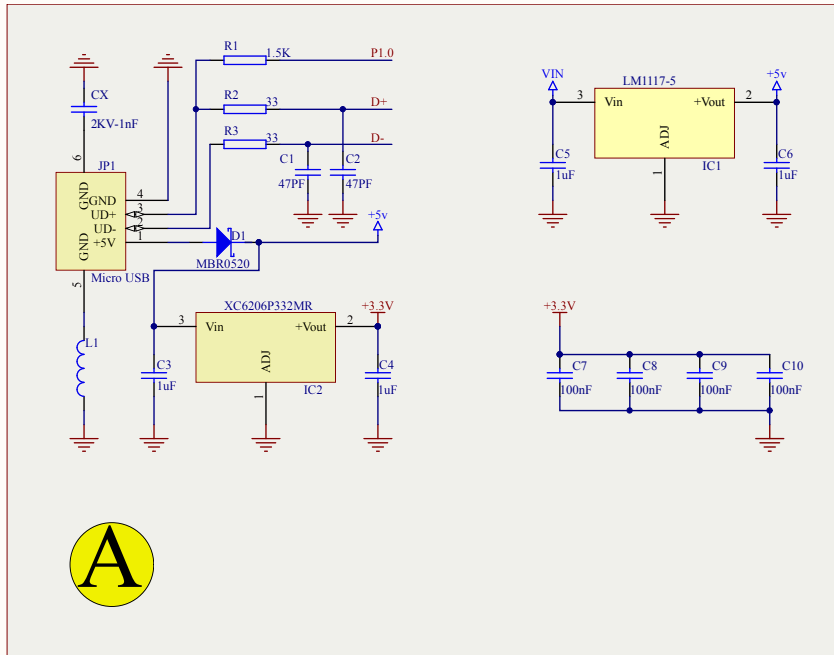 R1
1.5K
P1.0
CX
2KV-1nF
R2
33
D+
R3
33
D-
6
JP1
C1
47PF
C2
47PF
GND
GND
4
UD+
3
UD-
2
+5V
1
GND
D1
MBR0520
+5v
Micro USB
5
VIN
LM1117-5
+5v
3
Vin
+Vout
2
ADJ
C5
1uF
C6
1uF
1
IC1
XC6206P332MR
+3.3V
3
Vin
+Vout
2
L1
ADJ
C3
1uF
C4
1uF
1
IC2
+3.3V
C7
100nF
C8
100nF
C9
100nF
C10
100nF
A